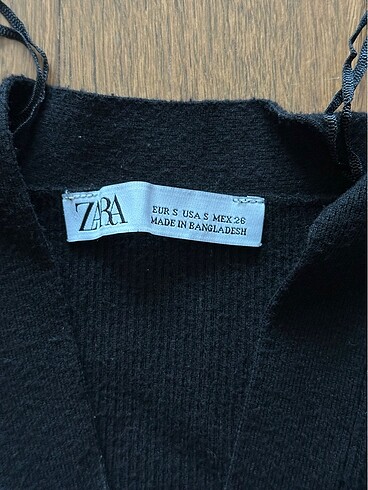 ZARA
EUR S USA S MEX 26
MADE IN BANGLADESH